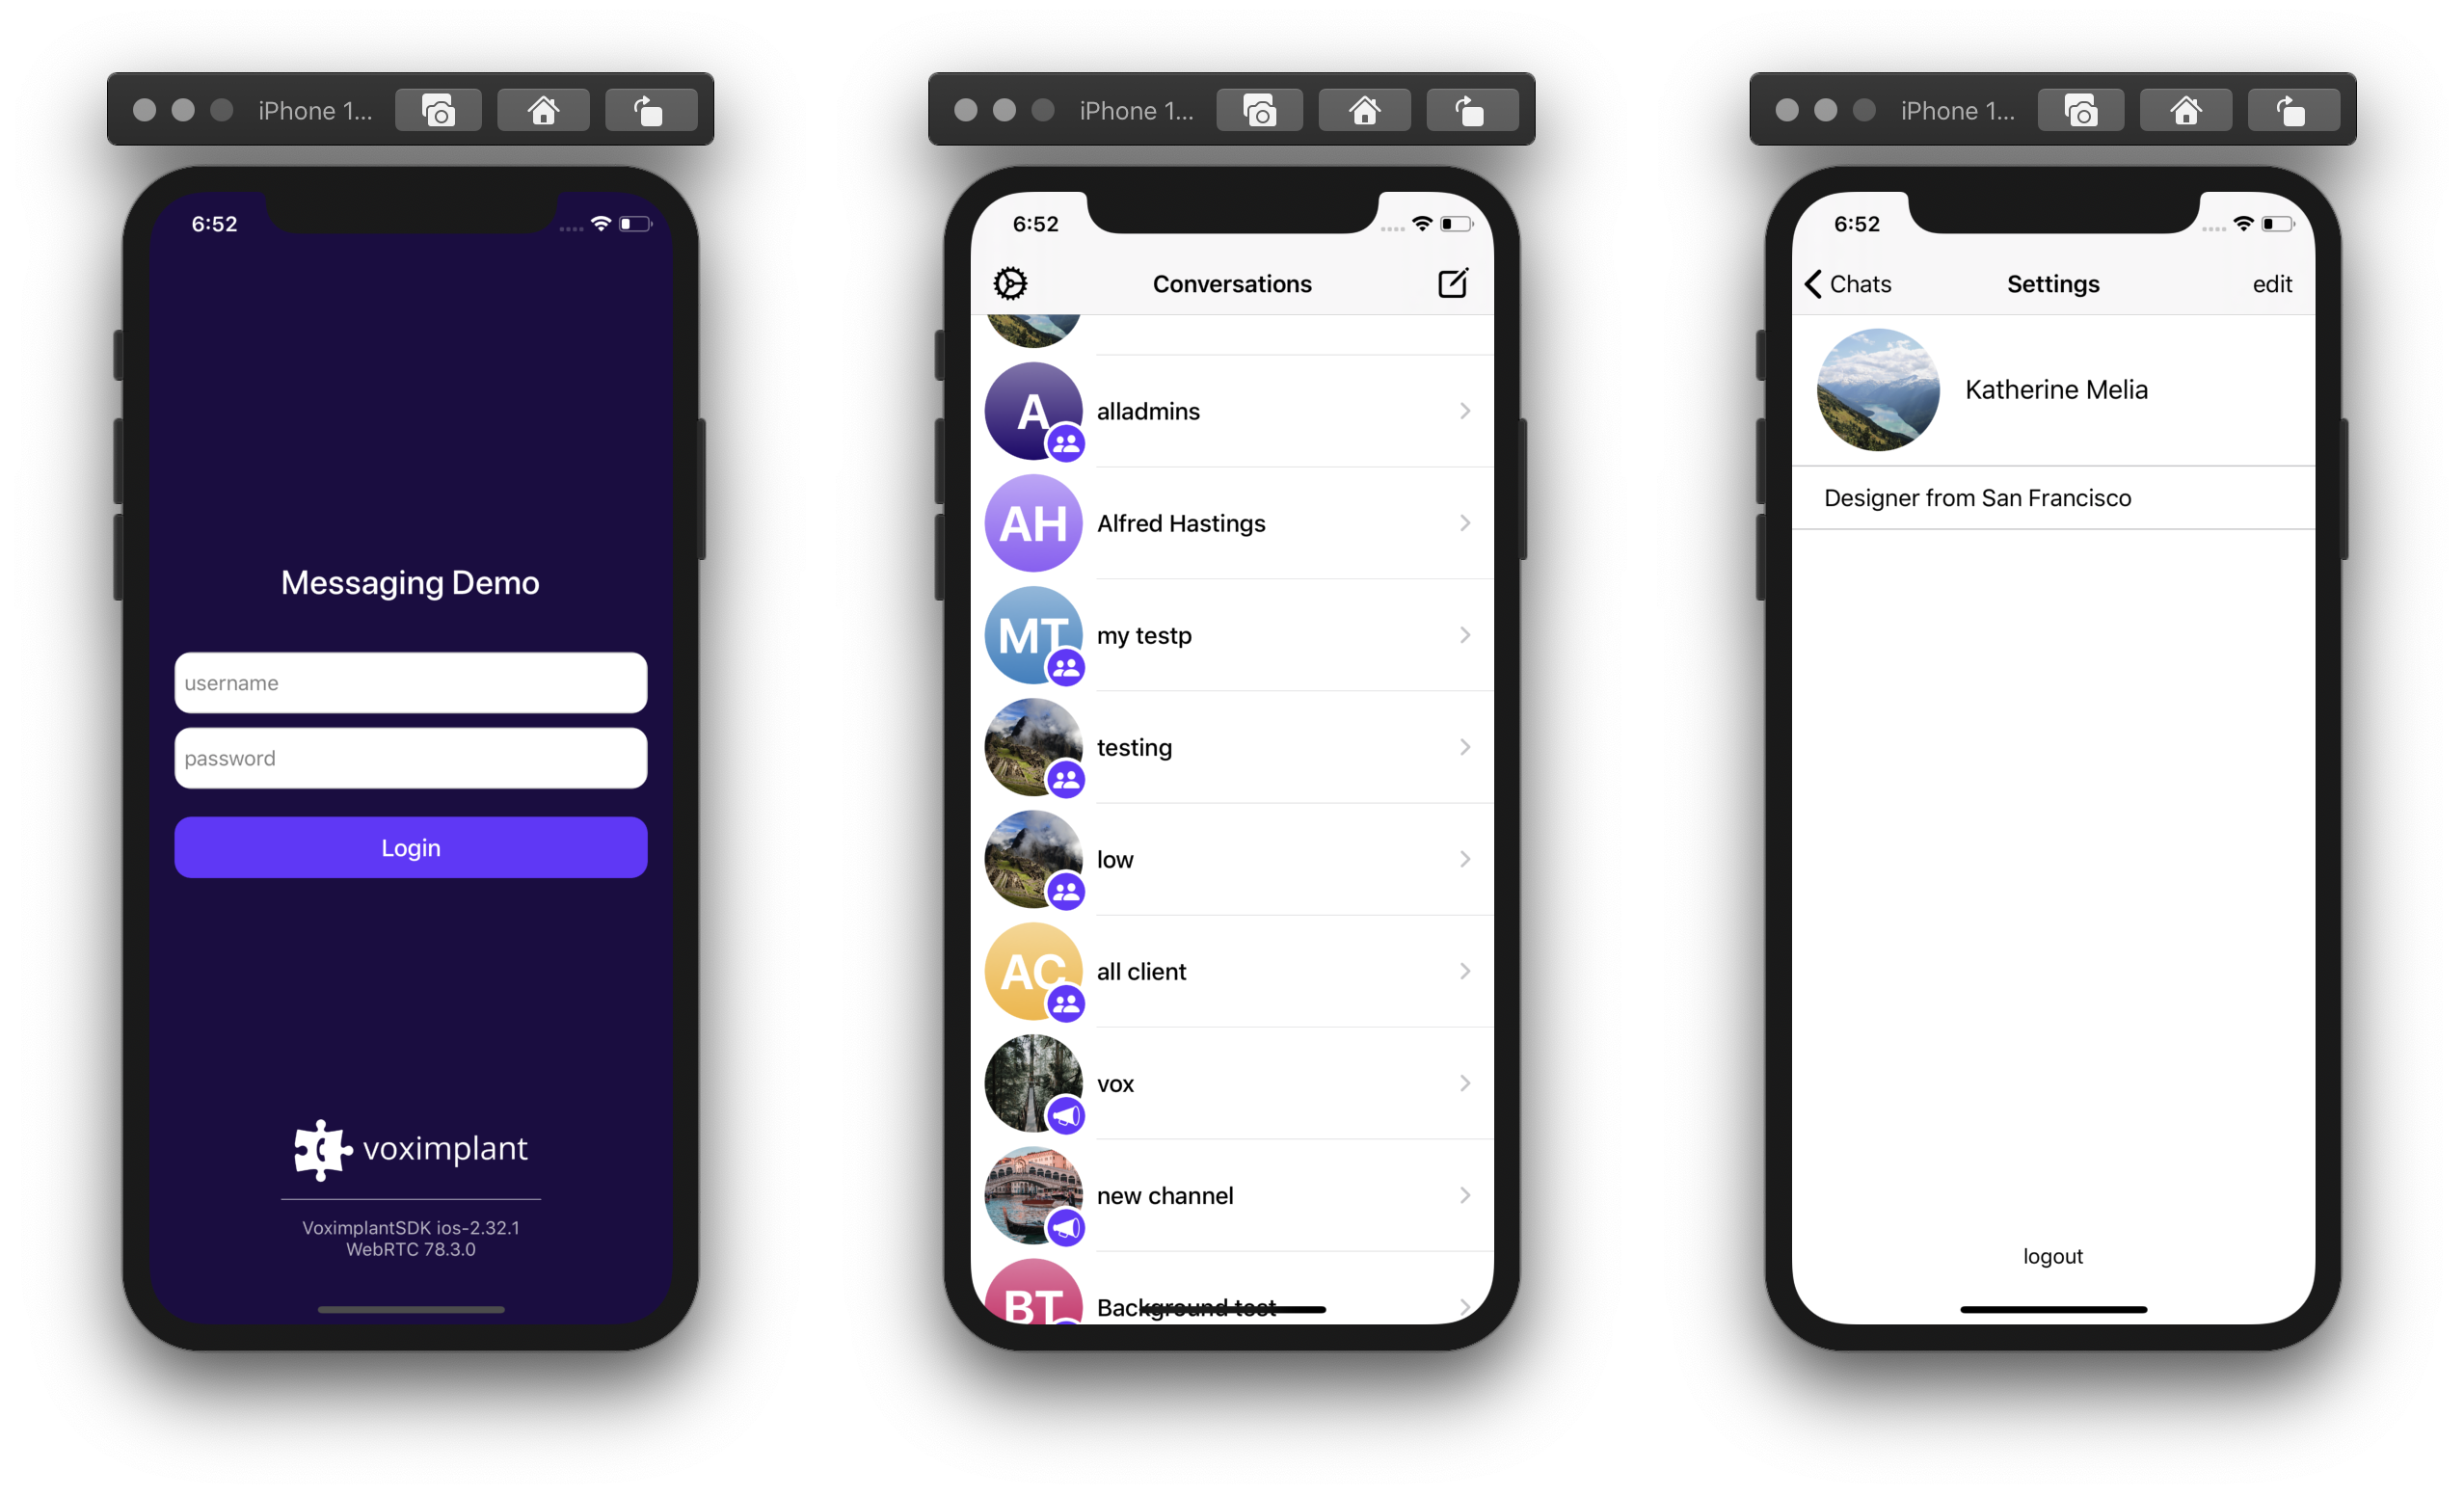 iPhone 1...
6:52
Messaging Demo
username
password
Login
voximplant
VoximplantSDK ios-2.32.1
WebRTC 78.3.0
iPhone 1...
6:52
Conversations
A
alladmins
AH
Alfred Hastings
MT
my testp
testing
low
AC
all client
vox
new channel
BT
Background test
iPhone 1...
6:52
Chats
Settings
edit
Katherine Melia
Designer from San Francisco
logout